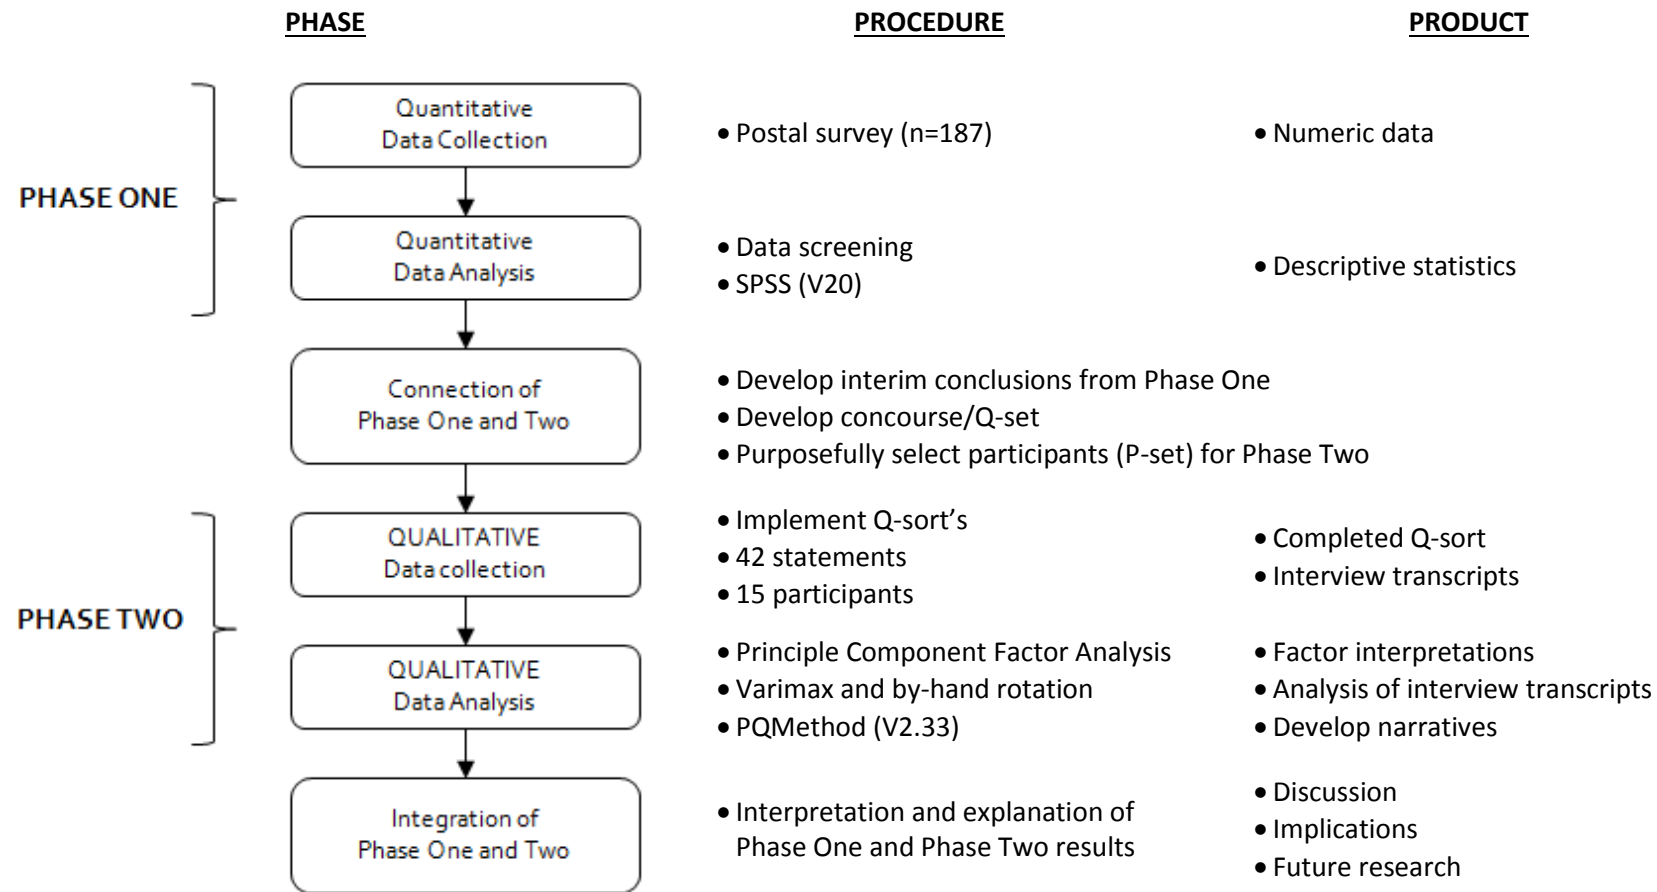 PHASE
PROCEDURE
PRODUCT
PHASE ONE
Quantitative
Data Collection
• Postal survey (n=187)
• Numeric data
Quantitative
Data Analysis
• Data screening
• SPSS (V20)
• Descriptive statistics
Connection of
Phase One and Two
• Develop interim conclusions from Phase One
• Develop concourse/Q-set
• Purposefully select participants (P-set) for Phase Two
PHASE TWO
QUALITATIVE
Data collection
• Implement Q-sort’s
• 42 statements
• 15 participants
• Completed Q-sort
• Interview transcripts
QUALITATIVE
Data Analysis
• Principle Component Factor Analysis
• Varimax and by-hand rotation
• PQMethod (V2.33)
• Factor interpretations
• Analysis of interview transcripts
• Develop narratives
Integration of
Phase One and Two
• Interpretation and explanation of
Phase One and Phase Two results
• Discussion
• Implications
• Future research